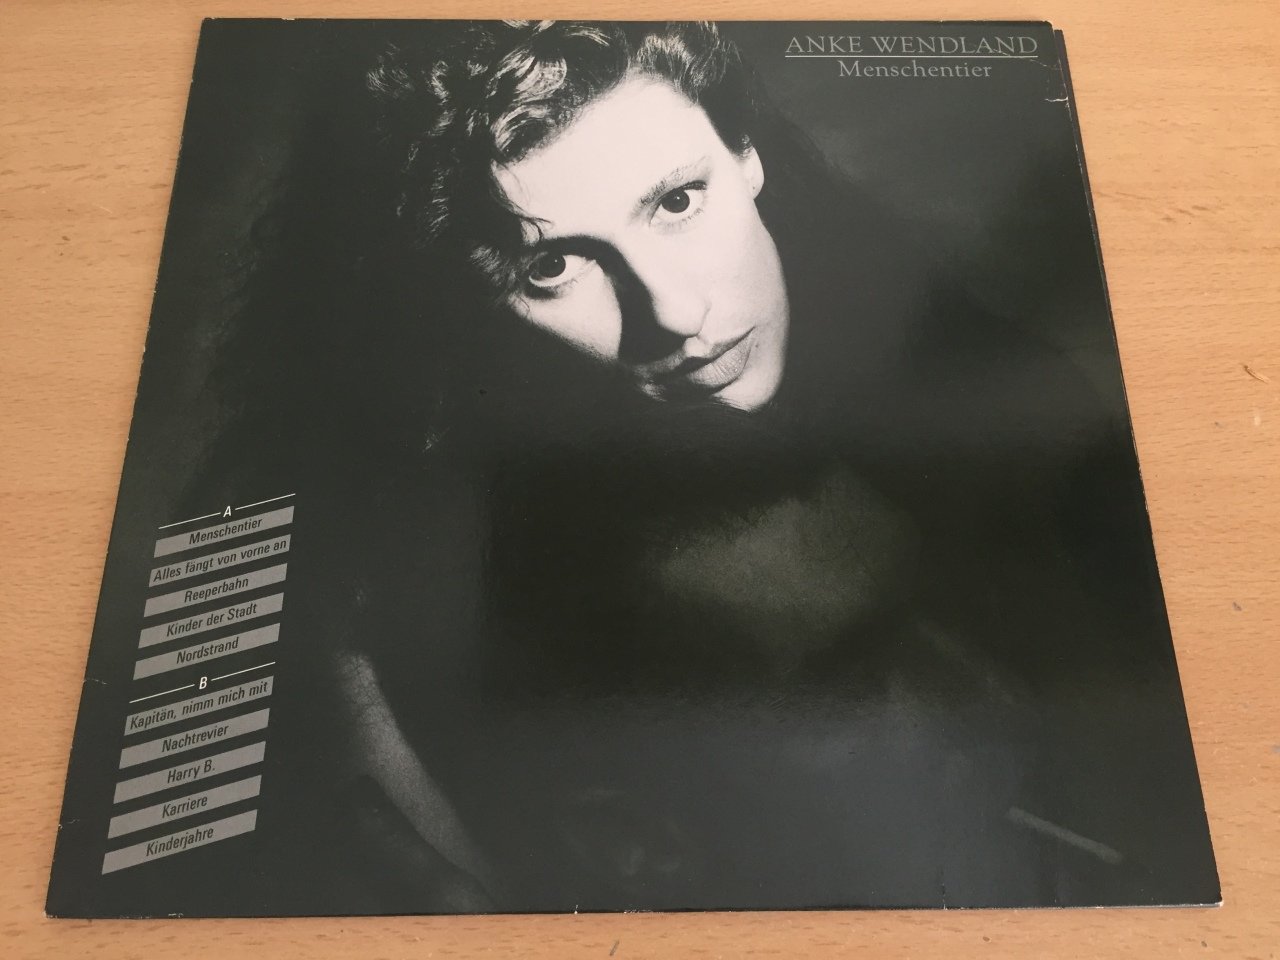 ANKE WENDLAND
Menschentier
A
Menschentier
Alles fängt von vorne an
Reeperbahn
Kinder der Stadt
Nordstrand
B
Kapitän, nimm mich mit
Nachtrevier
Harry B.
Karriere
Kinderjahre